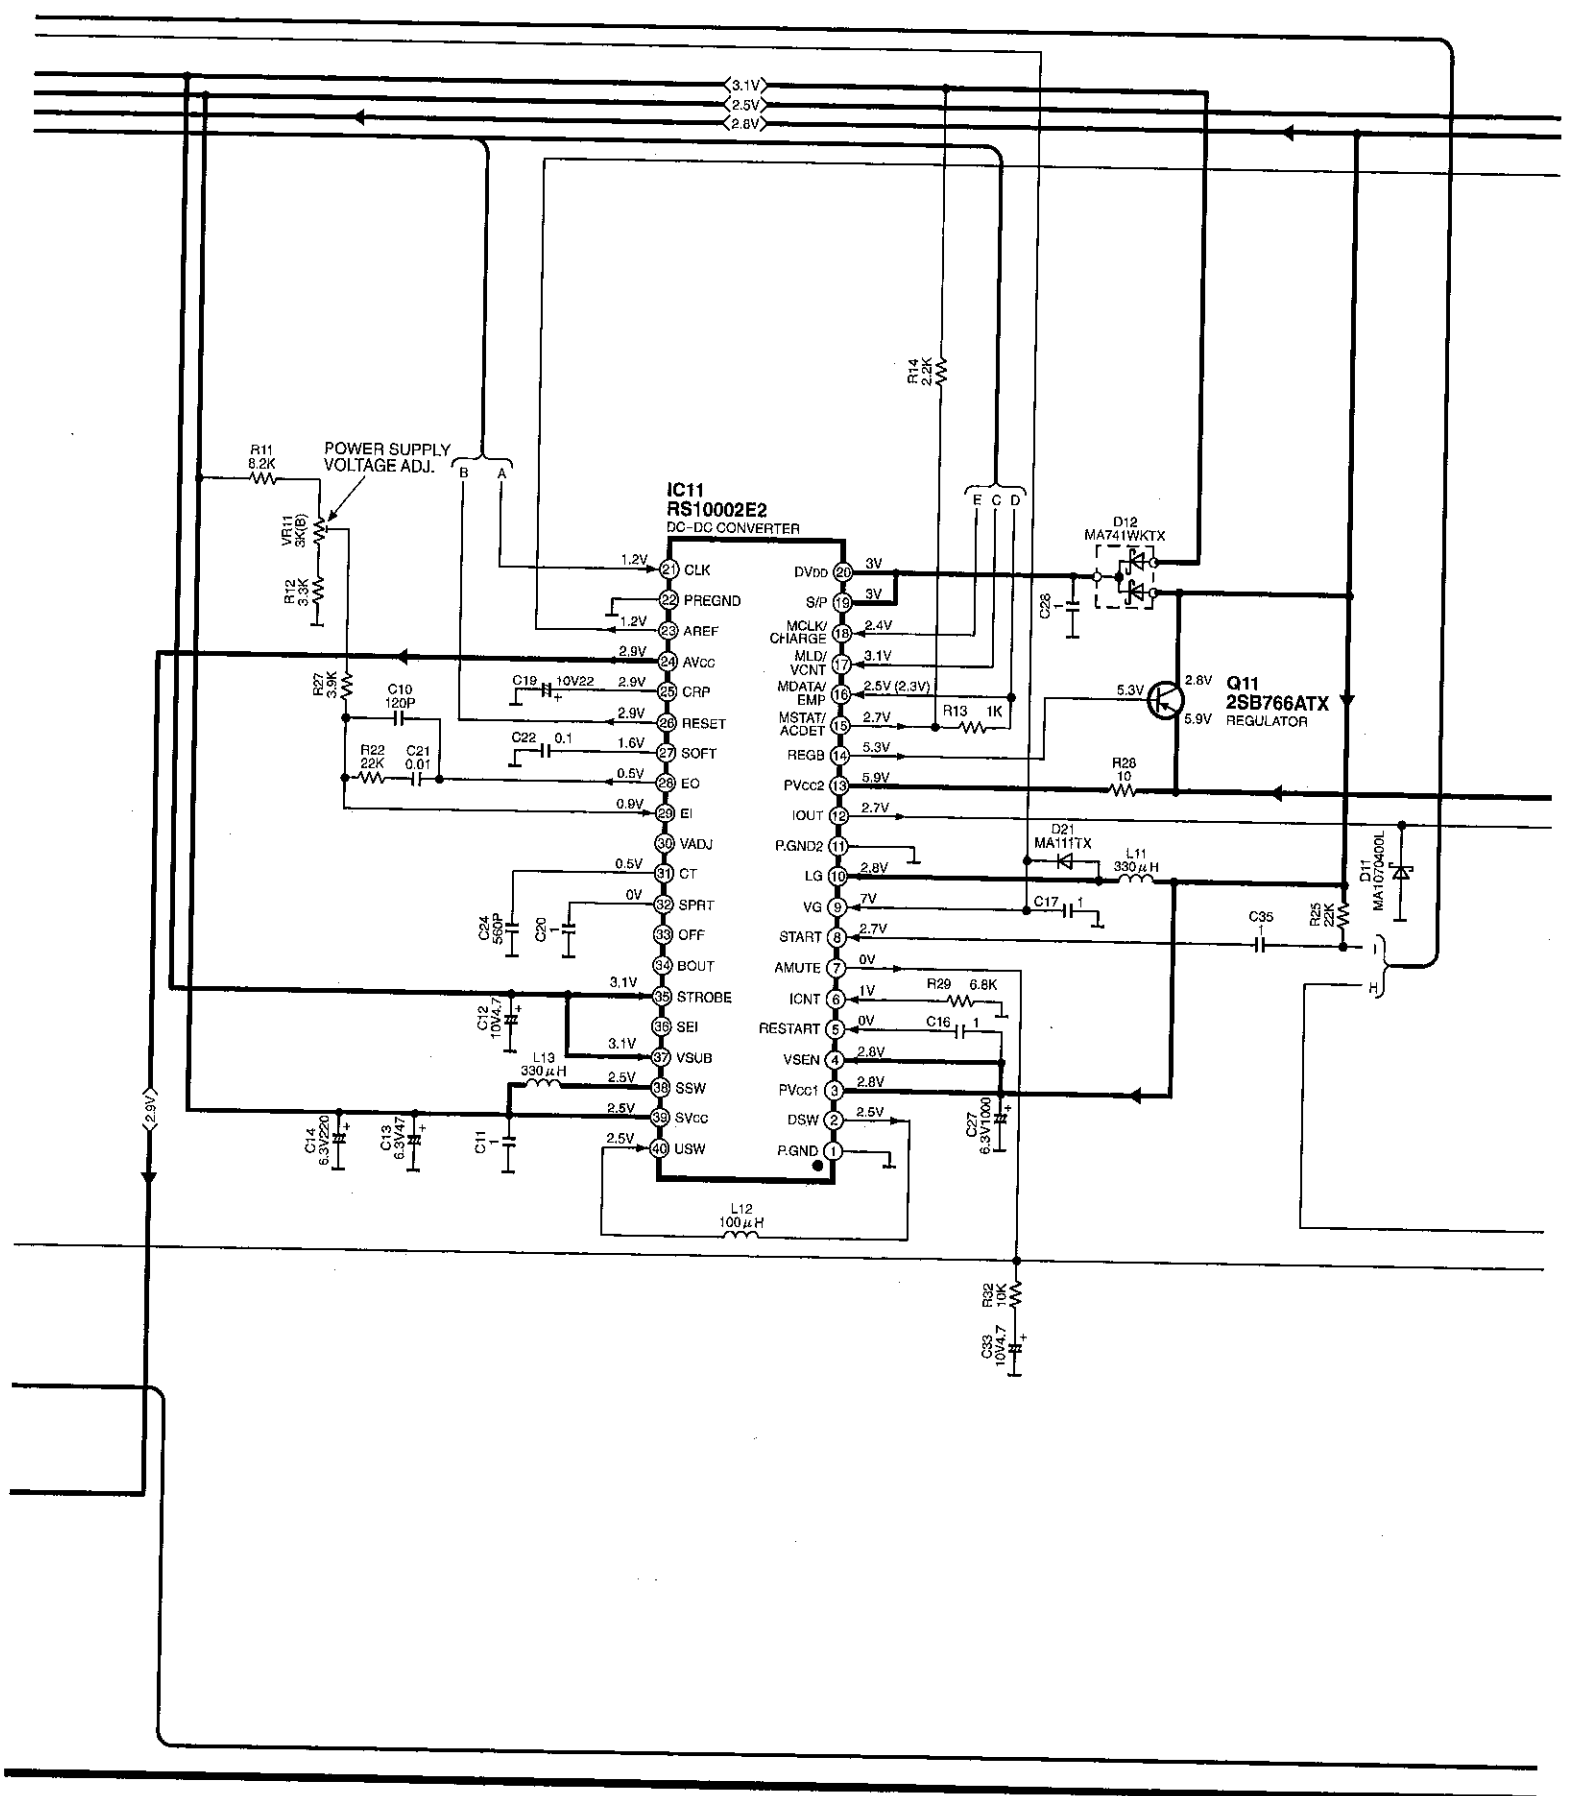 3.1V
2.5V
2.8V
R14
2.2K
R11
8.2K
POWER SUPPLY
VOLTAGE ADJ.
B A
VR11
3K(B)
R12
3.3K
R27
3.9K
C10
120P
R22
22K
C21
0.01
IC11
RS10002E2
DC-DC CONVERTER
E C D
D12
MA741WKTX
1.2V 21 CLK
22 PREGND
1.2V 23 AREF
2.9V 24 AVCC
C19 10V22 + 2.9V 25 CRP
2.9V 26 RESET
C22 0.1 1.6V 27 SOFT
0.5V 28 EO
0.9V 29 EI
30 VADJ
0.5V 31 CT
0V 32 SPRT
33 OFF
34 BOUT
3.1V 35 STROBE
36 SEI
3.1V 37 VSUB
2.5V 38 SSW
2.5V 39 SVCC
2.5V 40 USW
DVDD 20 3V
S/P 19 3V
MCLK/
CHARGE 18 2.4V
MLD/
VCNT 17 3.1V
MDATA/
EMP 16 2.5V (2.3V)
MSTAT/
ACDET 15 2.7V
R13 1K
REGB 14 5.3V
PVCC2 13 5.9V
IOUT 12 2.7V
P.GND2 11
LG 10 2.8V
VG 9 7V
START 8 2.7V
AMUTE 7 0V
ICNT 6 1V
RESTART 5 0V
VSEN 4 2.8V
PVCC1 3 2.8V
DSW 2 2.5V
P.GND 1
C28
1
5.3V
2.8V
5.9V
Q11
2SB766ATX
REGULATOR
R28
10
D21
MA111TX
L11
330μH
D11
MA1070400L
C17 1
R25
22K
C35
1
I
H
R29 6.8K
C16 1
C24
560P
C20
1
C12
10V4.7
+
L13
330μH
2.9V
C14
6.3V220
+
C13
6.3V47
+
C11
1
C27
6.3V1000
+
L12
100μH
R32
10K
C33
10V4.7
+